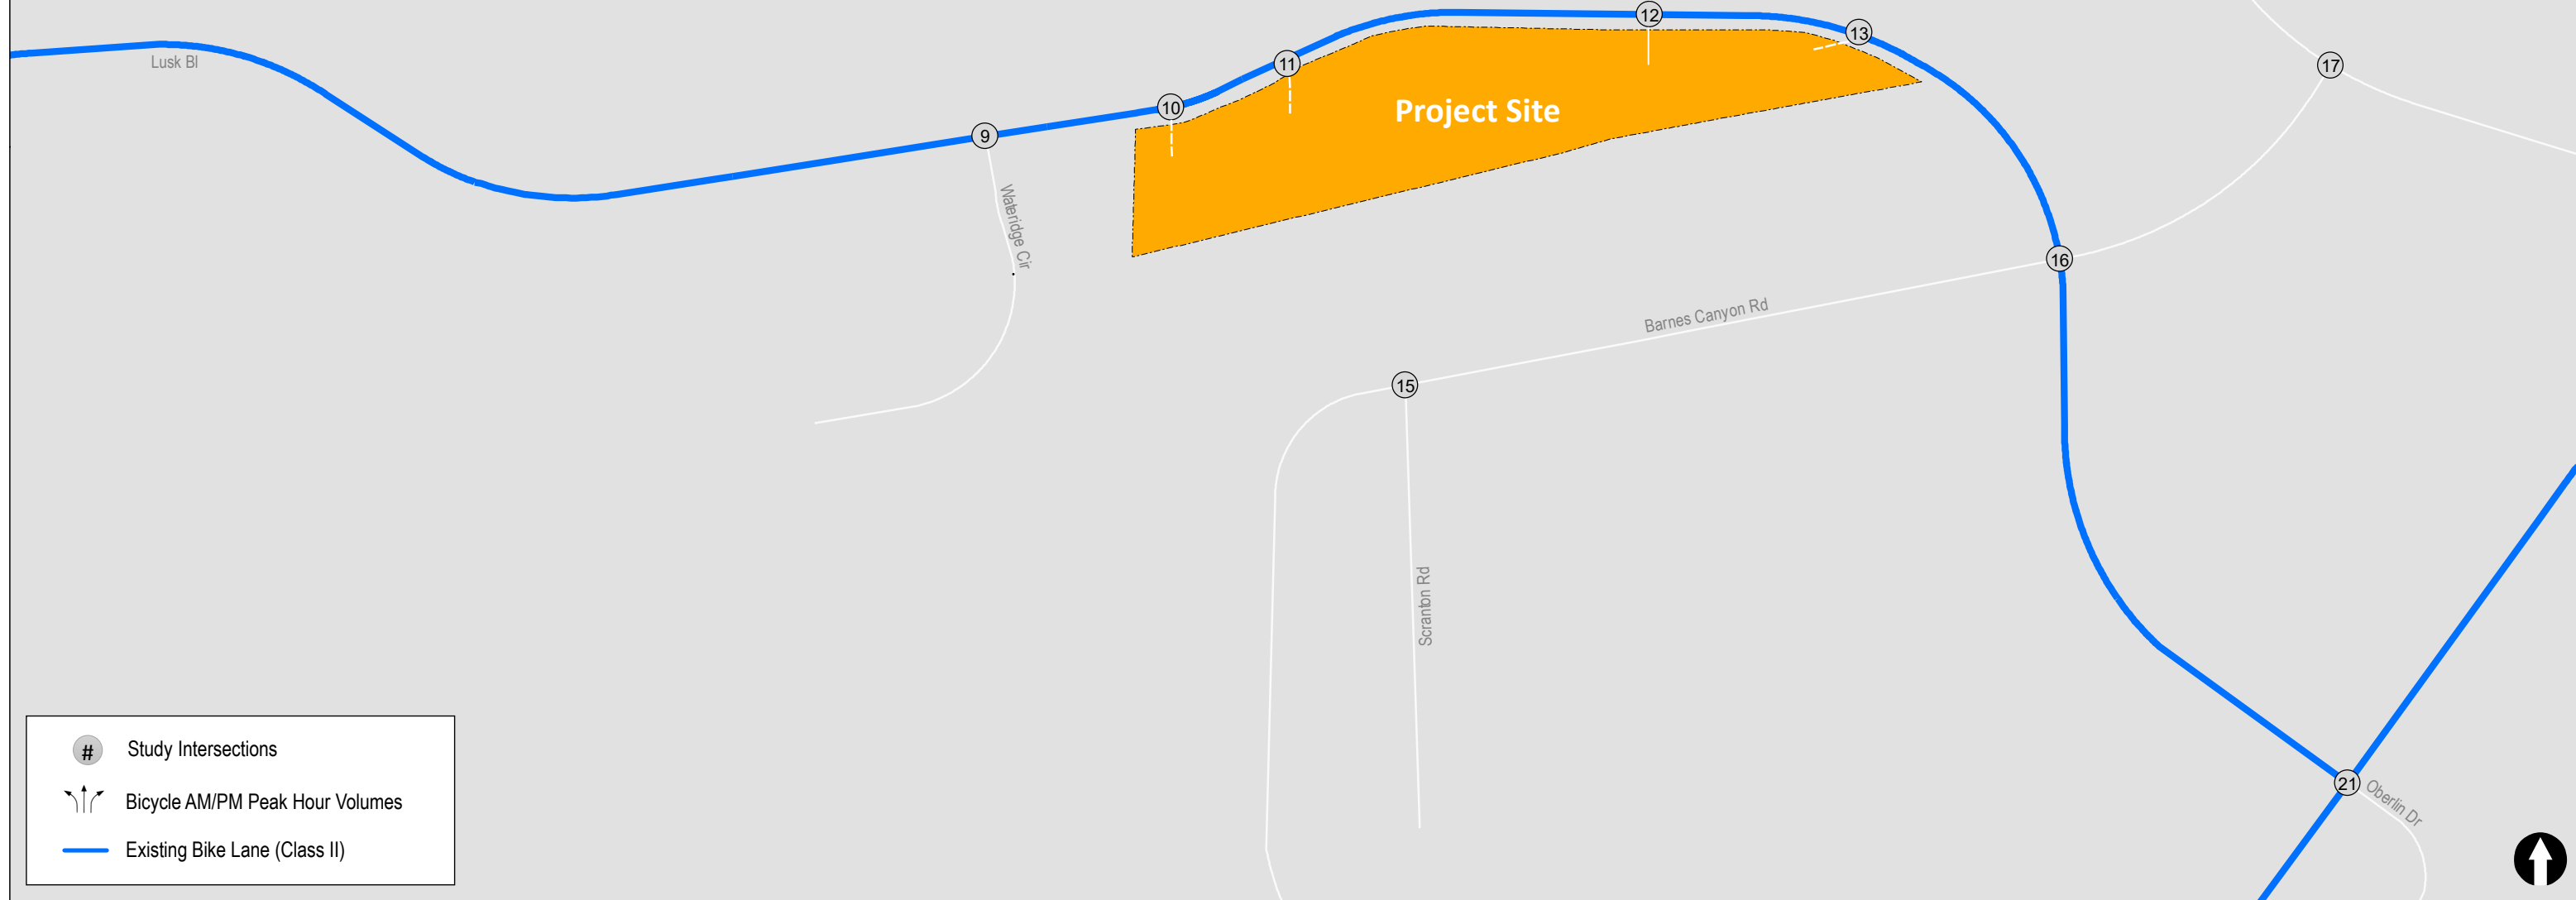 12
13
Lusk Bl
11
17
Project Site
10
9
Wateridge Cir
16
Barnes Canyon Rd
15
Scranton Rd
21
Oberlin Dr
# Study Intersections
Bicycle AM/PM Peak Hour Volumes
Existing Bike Lane (Class II)